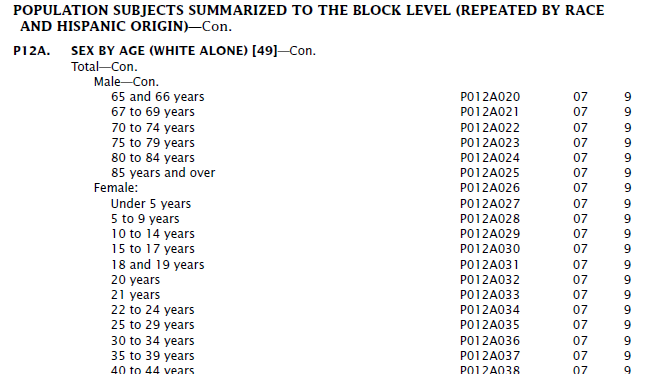 POPULATION SUBJECTS SUMMARIZED TO THE BLOCK LEVEL (REPEATED BY RACE
AND HISPANIC ORIGIN)—Con.
P12A. SEX BY AGE (WHITE ALONE) [49]—Con.
Total—Con.
Male—Con.
65 and 66 years P012A020 07 9
67 to 69 years P012A021 07 9
70 to 74 years P012A022 07 9
75 to 79 years P012A023 07 9
80 to 84 years P012A024 07 9
85 years and over P012A025 07 9
Female: P012A026 07 9
Under 5 years P012A027 07 9
5 to 9 years P012A028 07 9
10 to 14 years P012A029 07 9
15 to 17 years P012A030 07 9
18 and 19 years P012A031 07 9
20 years P012A032 07 9
21 years P012A033 07 9
22 to 24 years P012A034 07 9
25 to 29 years P012A035 07 9
30 to 34 years P012A036 07 9
35 to 39 years P012A037 07 9
40 to 44 years P012A038 07 9